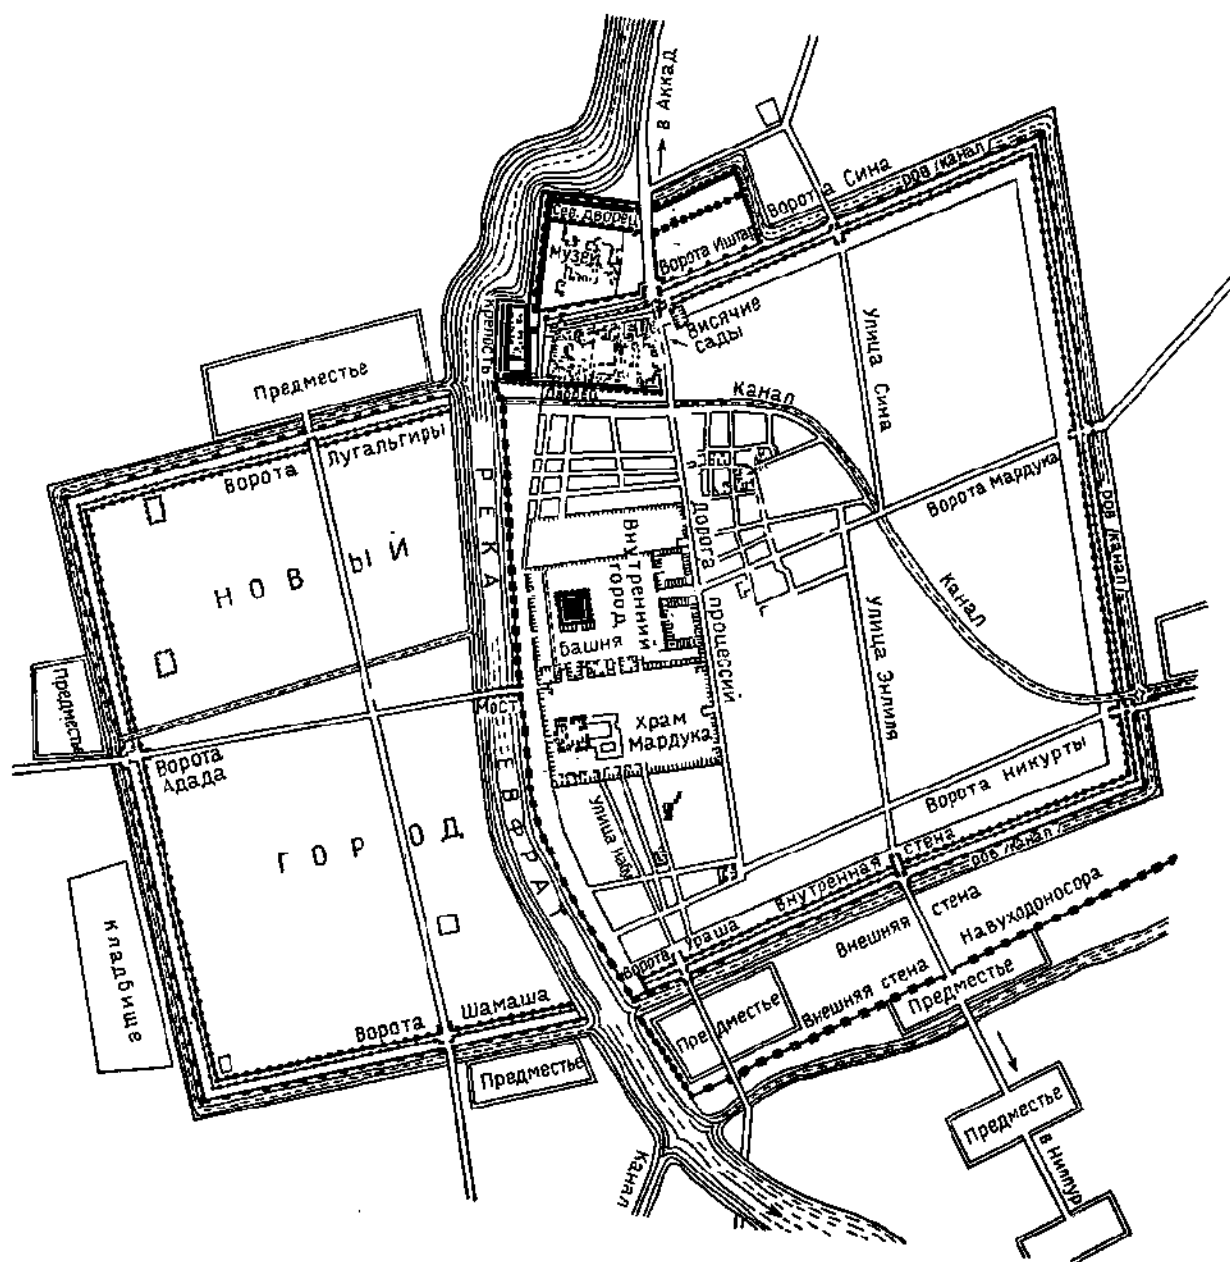 в Аккад
Ворота Сина
ров /канал/
Сев. дворец
Музей
Ворота Иштар
Крепость
Висячие
сады
Дворец
Канал
Улица Сина
Предместье
Ворота Лугальгиры
РЕКА
дорога
процессий
Ворота Мардука
ров /канал/
НОВЫЙ
Внутренний
город
Башня
Канал
улица Энлиля
Предместье
Мост
Храм
Мардука
Ворота
Адада
ЕВФРАТ
Ворота Никурты
улица Набу
ГОРОД
внутренная стена
ров /канал/
Кладбище
Ворота Ураша
Внешняя стена
Навуходоносора
Внешняя стена
Ворота Шамаша
Предместье
Предместье
Предместье
Предместье
в Ниппур
Канал